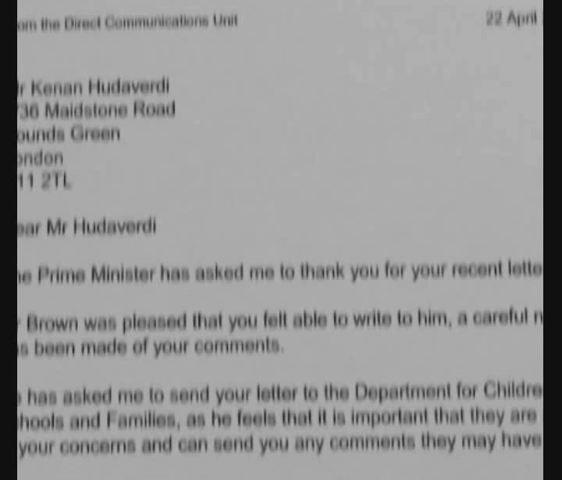 om the Direct Communications Unit 22 April
r Kenan Hudaverdi
36 Maidstone Road
ounds Green
ondon
11 2TL
ear Mr Hudaverdi
e Prime Minister has asked me to thank you for your recent lette
Brown was pleased that you felt able to write to him, a careful n
s been made of your comments.
has asked me to send your letter to the Department for Childre
hools and Families, as he feels that it is important that they are
your concerns and can send you any comments they may have